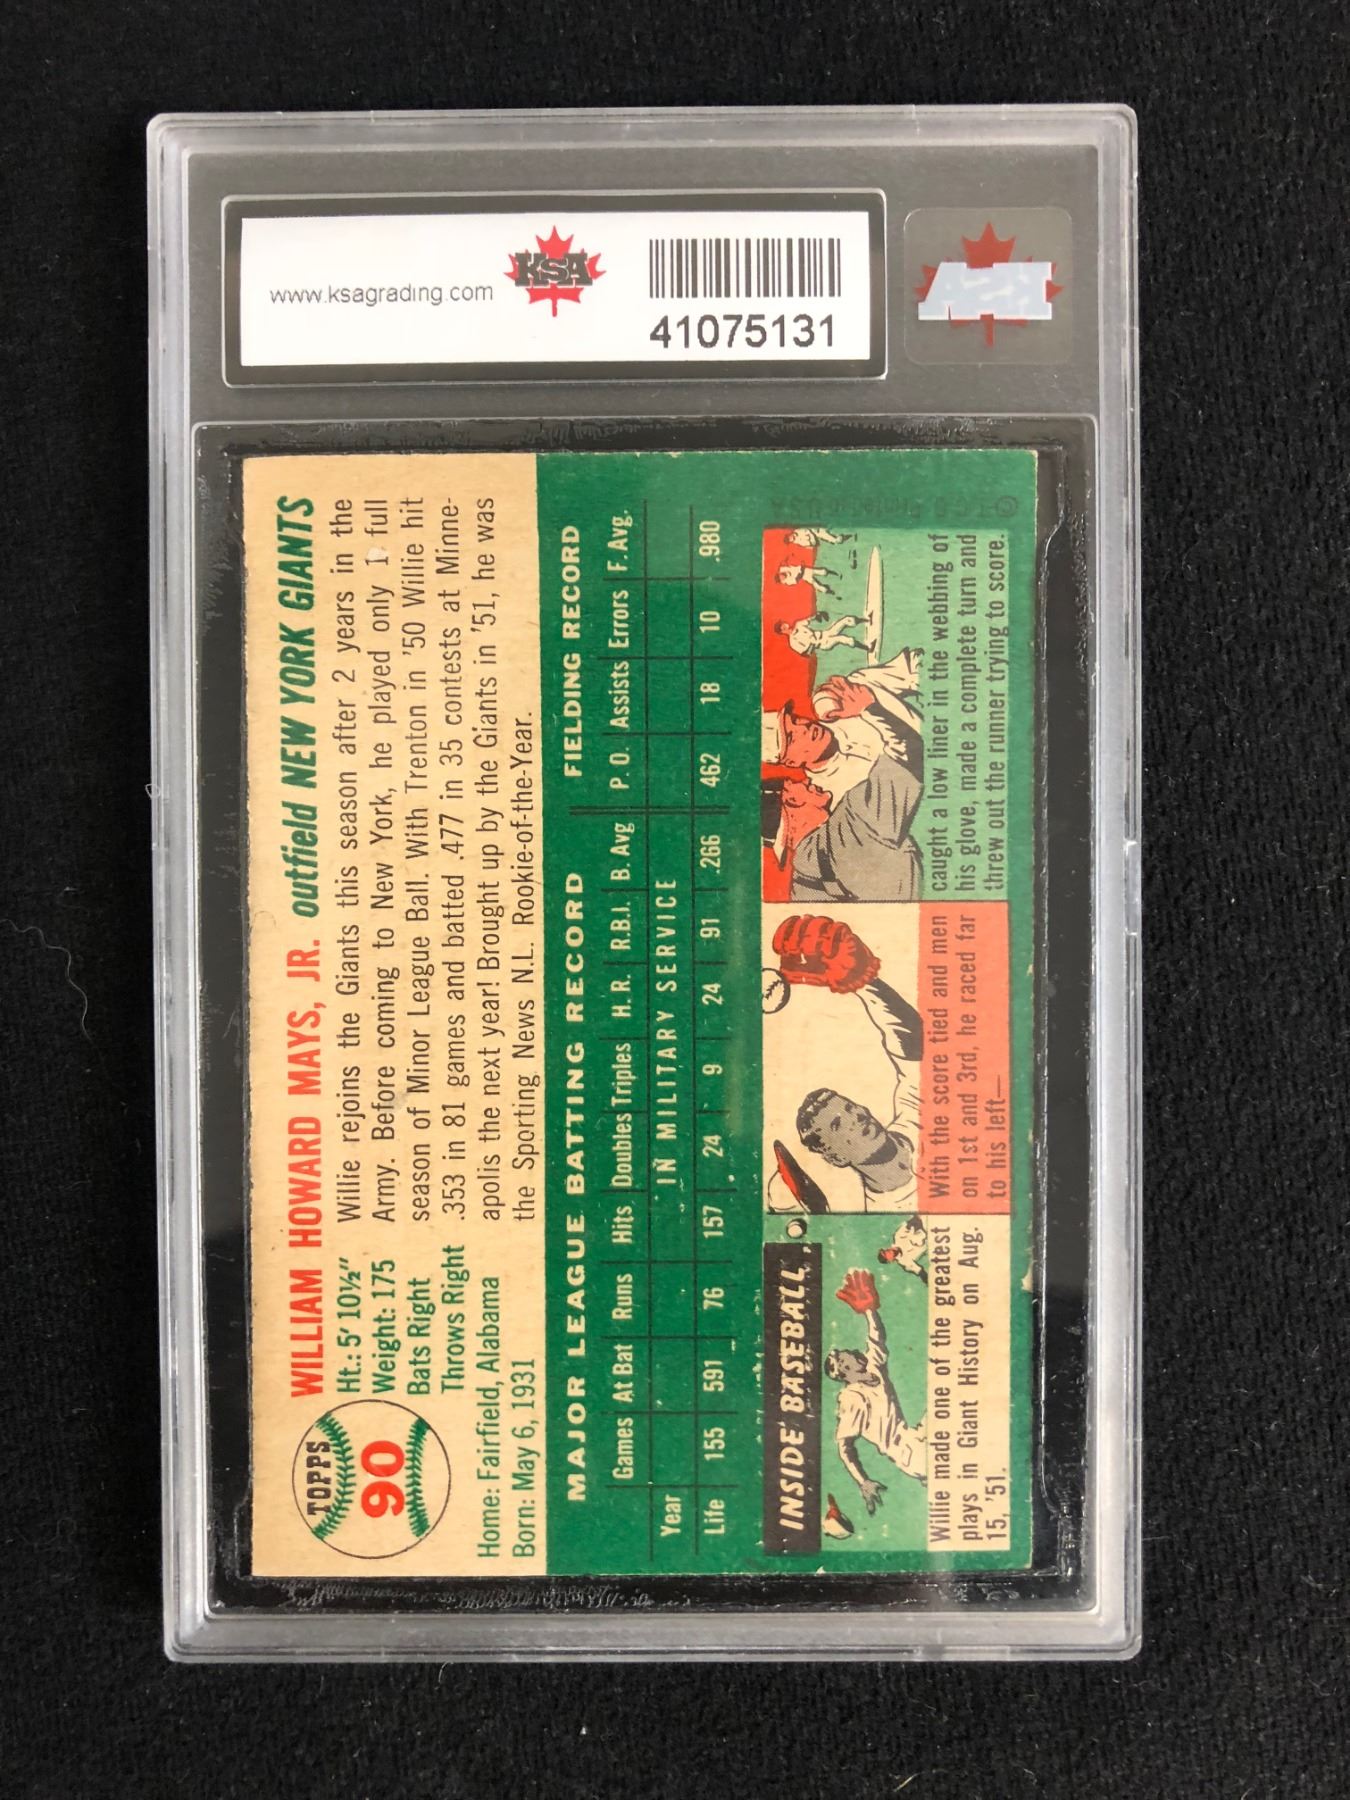 www.ksagrading.com
KSA
41075131
KSA
TOPPS
90
WILLIAM HOWARD MAYS, JR. outfield NEW YORK GIANTS
Ht.: 5' 10½"
Weight: 175
Bats Right
Throws Right
Home: Fairfield, Alabama
Born: May 6, 1931
Willie rejoins the Giants this season after 2 years in the
Army. Before coming to New York, he played only 1 full
season of Minor League Ball. With Trenton in '50 Willie hit
.353 in 81 games and batted .477 in 35 contests at Minne-
apolis the next year! Brought up by the Giants in '51, he was
the Sporting News N.L. Rookie-of-the-Year.
MAJOR LEAGUE BATTING RECORD FIELDING RECORD
Games At Bat Runs Hits Doubles Triples H. R. R.B.I. B. Avg P. O. Assists Errors F. Avg.
Year IN MILITARY SERVICE
Life 155 591 76 157 24 9 24 91 .266 462 18 10 .980
INSIDE BASEBALL
Willie made one of the greatest
plays in Giant History on Aug.
15, '51.
With the score tied and men
on 1st and 3rd, he raced far
to his left—
caught a low liner in the webbing of
his glove, made a complete turn and
threw out the runner trying to score.